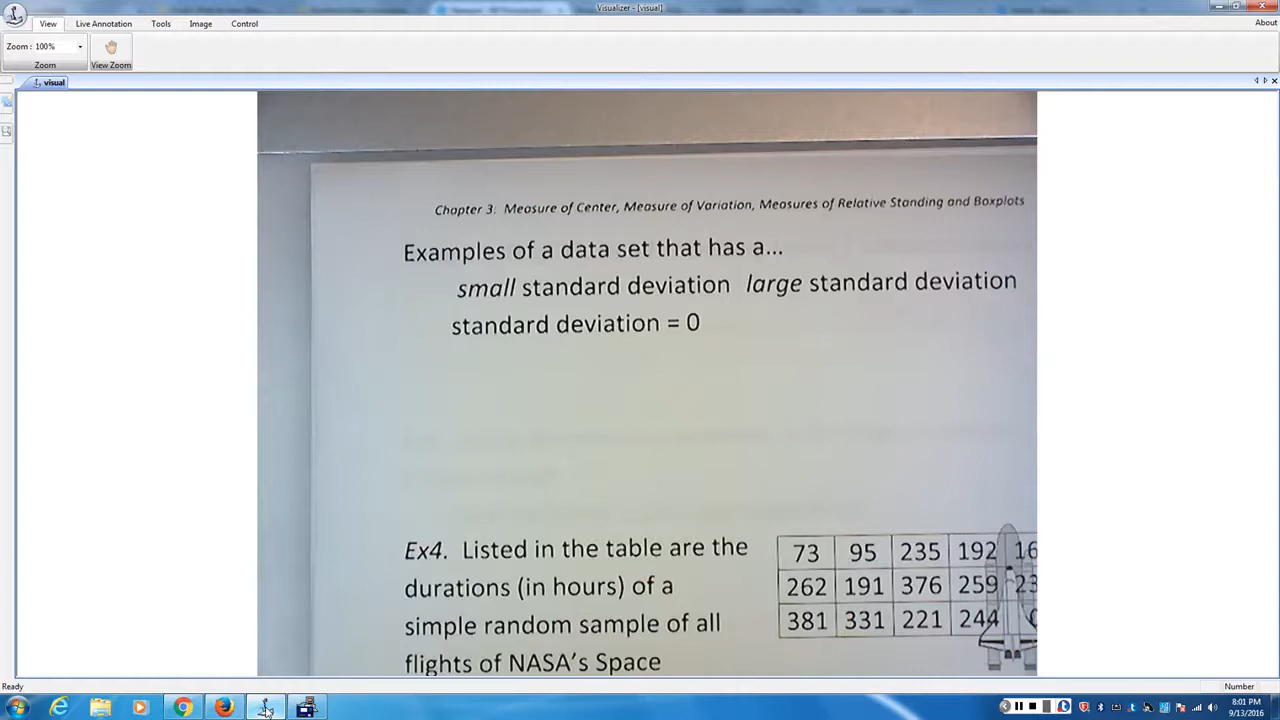 Visualizer - [visual]
View Live Annotation Tools Image Control
About
Zoom : 100%
Zoom View Zoom
visual
Chapter 3: Measure of Center, Measure of Variation, Measures of Relative Standing and Boxplots
Examples of a data set that has a...
small standard deviation large standard deviation
standard deviation = 0
Ex4. Listed in the table are the
durations (in hours) of a
simple random sample of all
flights of NASA's Space
73 95 235 192 16
262 191 376 259 23
381 331 221 244 0
Ready
Number
8:01 PM
9/13/2016